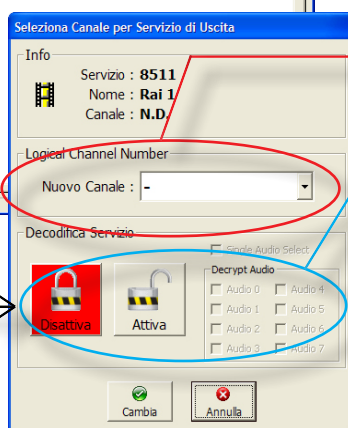 Seleziona Canale per Servizio di Uscita
Info
Servizio : 8511
Nome : Rai 1
Canale : N.D.
Logical Channel Number
Nuovo Canale : -
Decodifica Servizio
Single Audio Select
Disattiva
Attiva
Decrypt Audio
Audio 0 Audio 4
Audio 1 Audio 5
Audio 2 Audio 6
Audio 3 Audio 7
Cambia
Annulla